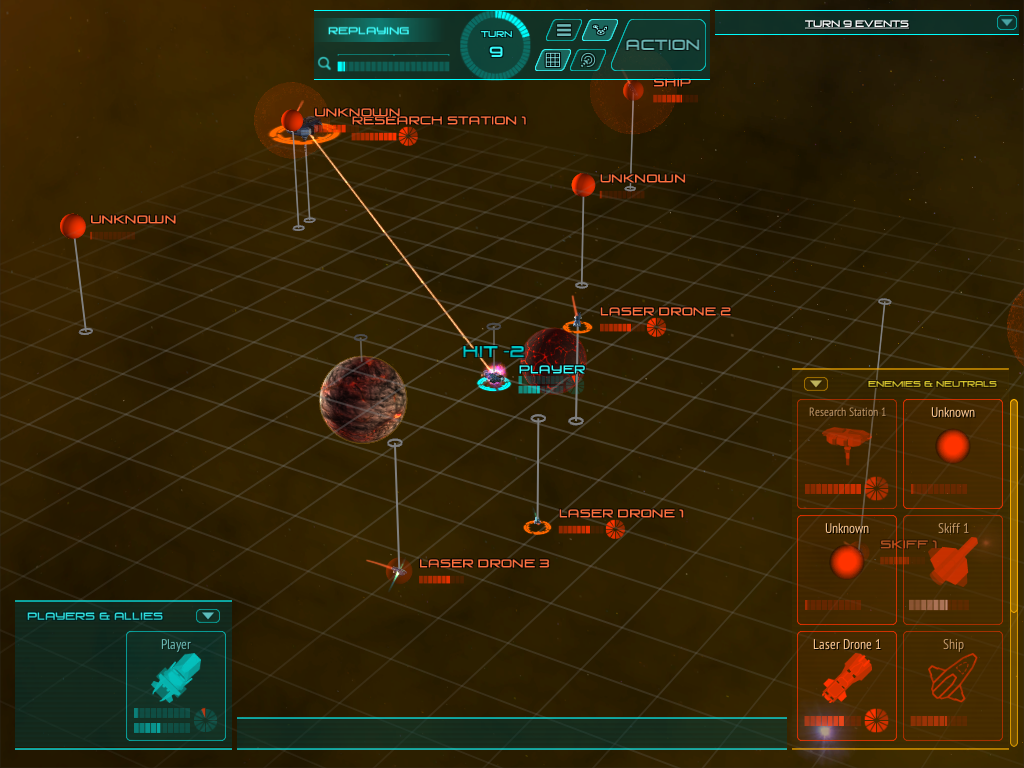 REPLAYING
TURN
9
ACTION
TURN 9 EVENTS
SHIP
UNKNOWN
RESEARCH STATION 1
UNKNOWN
UNKNOWN
LASER DRONE 2
HIT -2
PLAYER
LASER DRONE 1
LASER DRONE 3
SKIFF 1
ENEMIES & NEUTRALS
Research Station 1
Unknown
Unknown
Skiff 1
Laser Drone 1
Ship
PLAYERS & ALLIES
Player